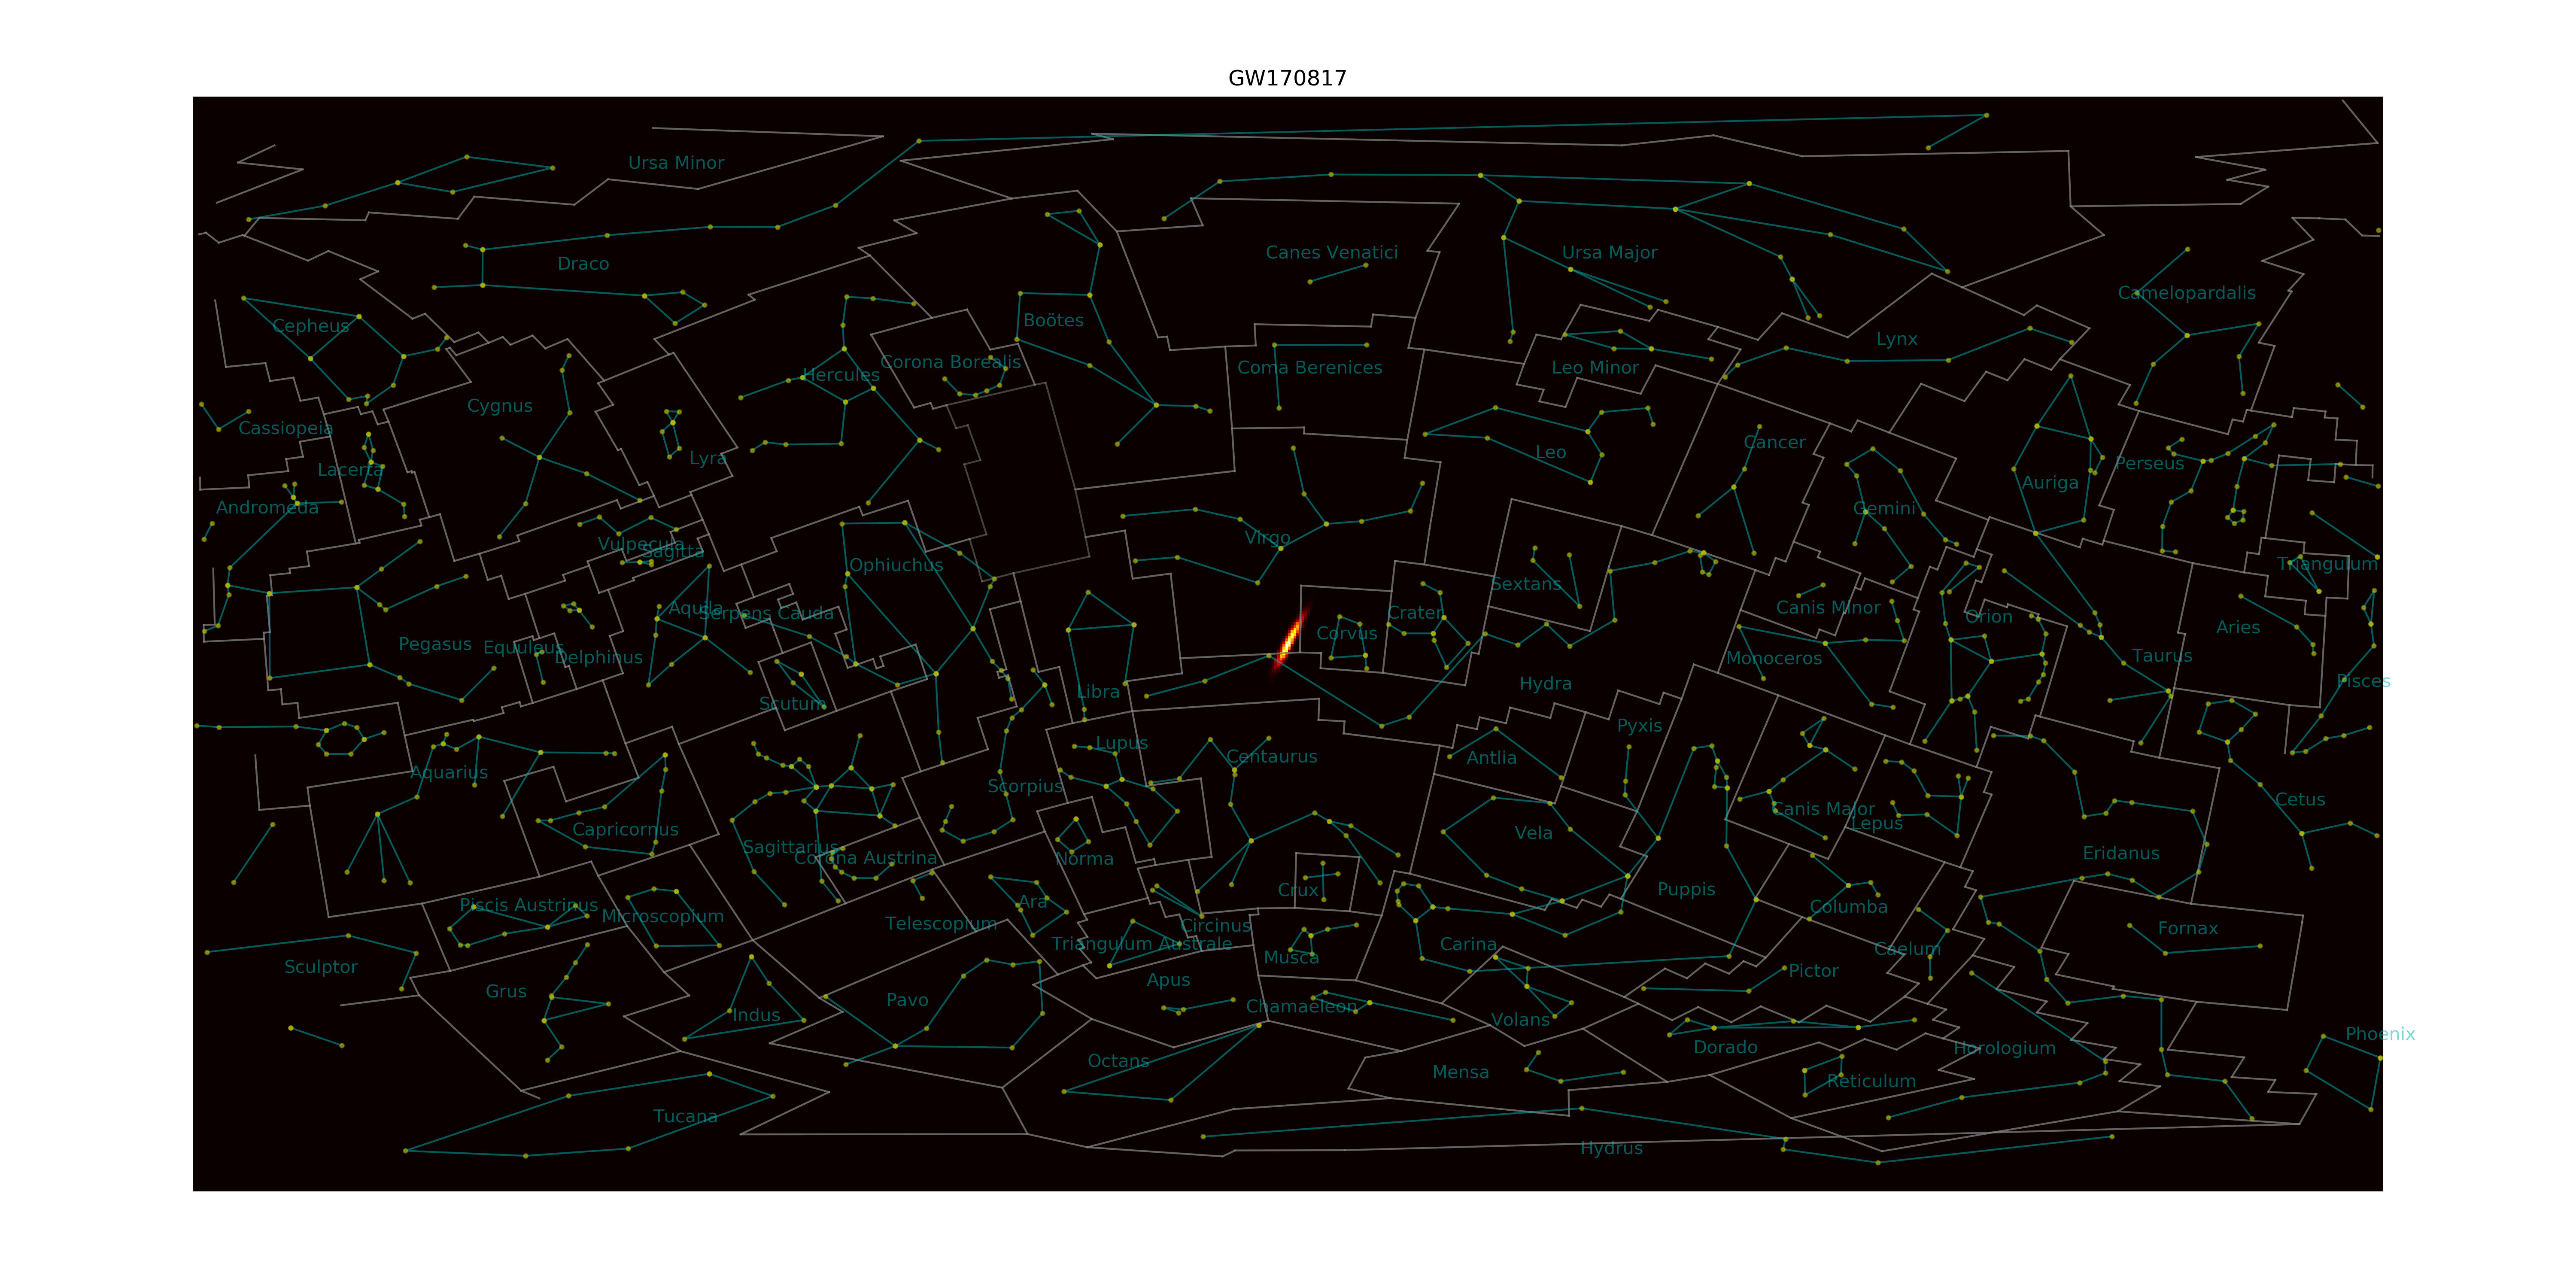 GW170817
Ursa Minor
Canes Venatici
Ursa Major
Draco
Camelopardalis
Cepheus
Boötes
Lynx
Corona Borealis
Hercules
Coma Berenices
Leo Minor
Cygnus
Cassiopeia
Cancer
Leo
Lyra
Lacerta
Perseus
Auriga
Andromeda
Gemini
Virgo
Vulpecula
Sagitta
Ophiuchus
Triangulum
Sextans
Aquila
Serpens Cauda
Canis Minor
Crater
Orion
Aries
Corvus
Pegasus
Equuleus
Delphinus
Monoceros
Taurus
Pisces
Hydra
Libra
Scutum
Pyxis
Lupus
Centaurus
Antlia
Aquarius
Scorpius
Cetus
Canis Major
Lepus
Capricornus
Vela
Sagittarius
Corona Austrina
Norma
Eridanus
Crux
Puppis
Piscis Austrinus
Microscopium
Ara
Columba
Telescopium
Circinus
Fornax
Triangulum Australe
Carina
Caelum
Musca
Sculptor
Pictor
Apus
Grus
Pavo
Chamaeleon
Indus
Volans
Phoenix
Dorado
Horologium
Octans
Mensa
Reticulum
Tucana
Hydrus